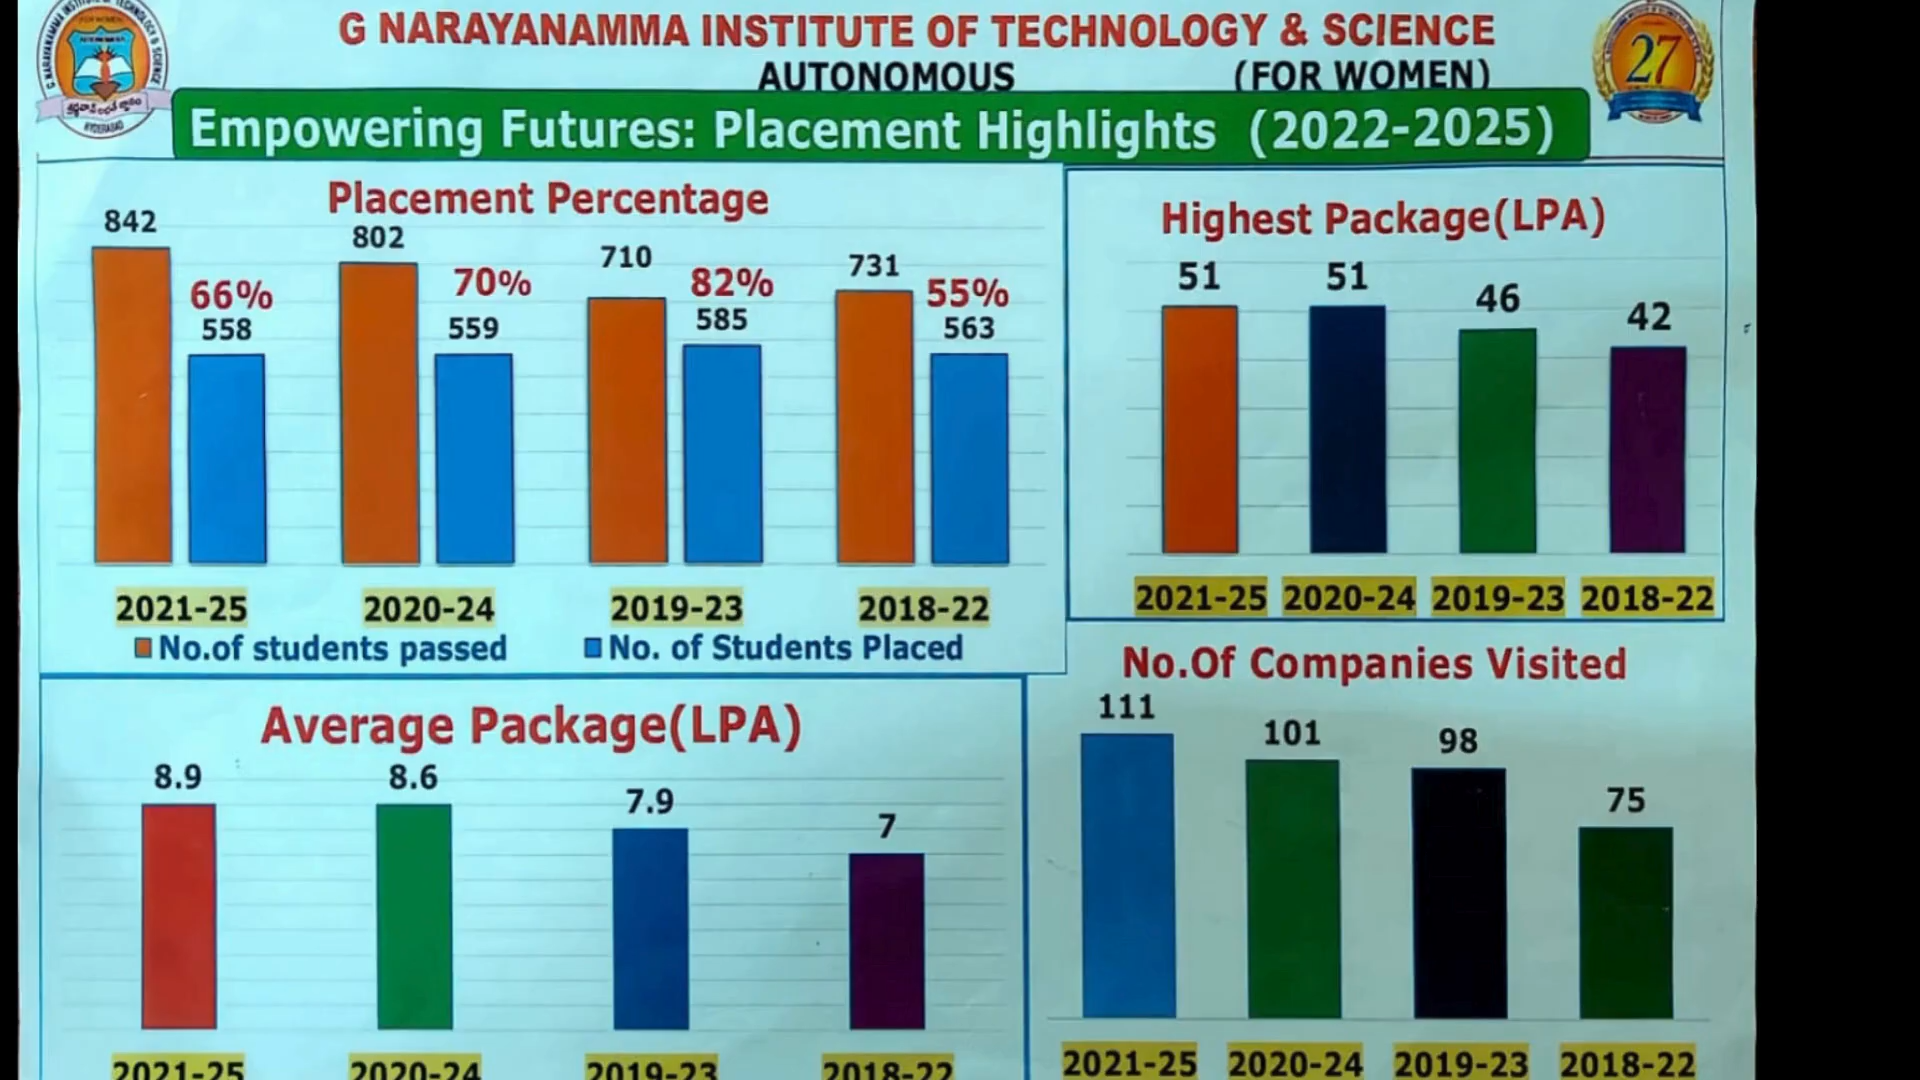 G NARAYANAMMA INSTITUTE OF TECHNOLOGY & SCIENCE
AUTONOMOUS (FOR WOMEN)
27
HYDERABAD
Empowering Futures: Placement Highlights (2022-2025)
Placement Percentage
842 802 710 731
66% 70% 82% 55%
558 559 585 563
2021-25 2020-24 2019-23 2018-22
No.of students passed No. of Students Placed
Highest Package(LPA)
51 51 46 42
2021-25 2020-24 2019-23 2018-22
Average Package(LPA)
8.9 8.6 7.9 7
2021-25 2020-24 2019-23 2018-22
No.Of Companies Visited
111 101 98 75
2021-25 2020-24 2019-23 2018-22